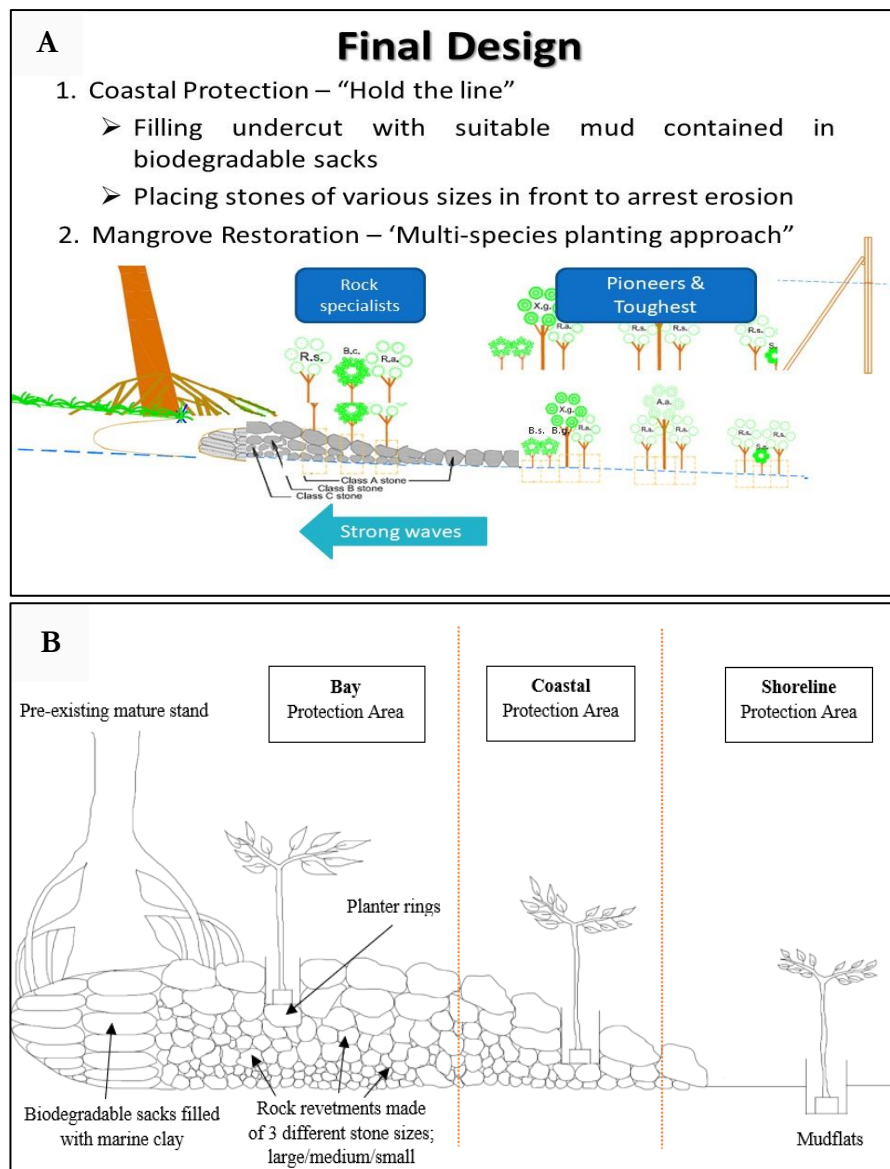 A
Final Design
1. Coastal Protection – “Hold the line”
➢ Filling undercut with suitable mud contained in
biodegradable sacks
➢ Placing stones of various sizes in front to arrest erosion
2. Mangrove Restoration – ‘Multi-species planting approach”
Rock
specialists
Pioneers &
Toughest
X.g.
R.a.
R.s.
R.s.
R.s.
R.s.
B.c.
R.a.
X.g.
B.s.
B.g.
R.a.
R.s.
A.a.
R.s.
R.s.
R.s.
Class A stone
Class B stone
Class C stone
Strong waves
B
Pre-existing mature stand
Bay
Protection Area
Coastal
Protection Area
Shoreline
Protection Area
Planter rings
Biodegradable sacks filled
with marine clay
Rock revetments made
of 3 different stone sizes;
large/medium/small
Mudflats